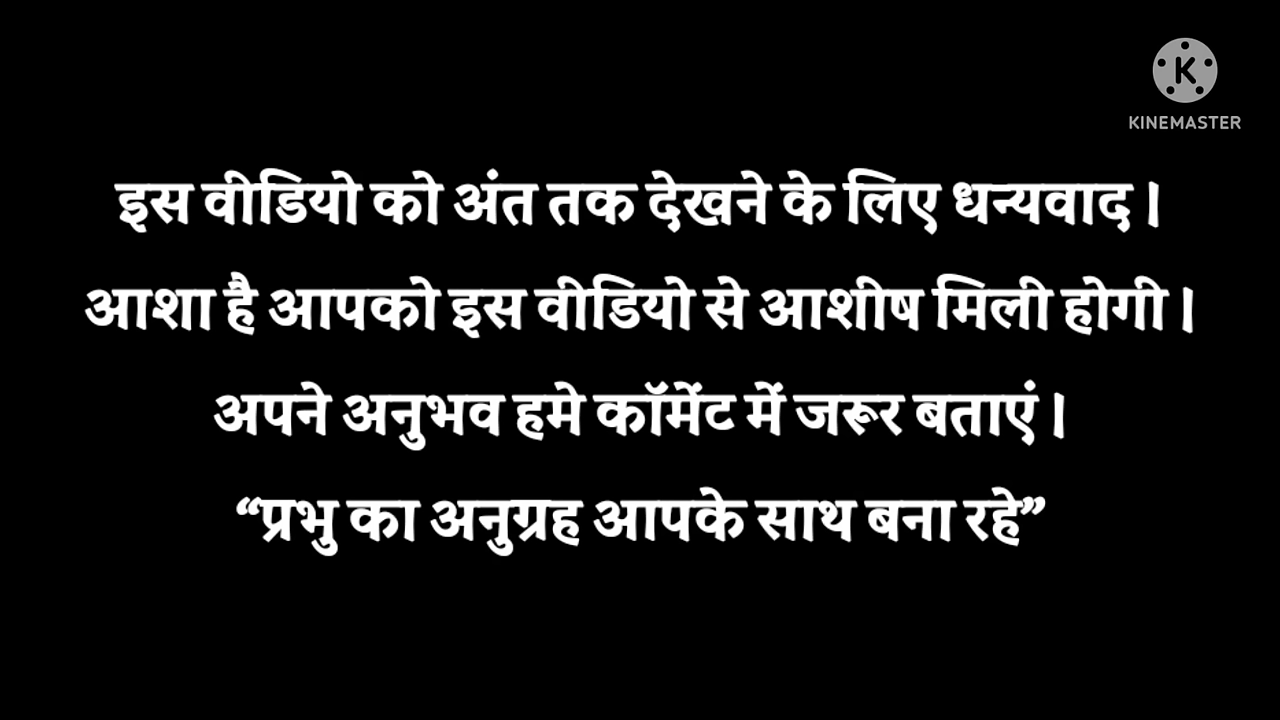 KINEMASTER
इस वीडियो को अंत तक देखने के लिए धन्यवाद।
आशा है आपको इस वीडियो से आशीष मिली होगी।
अपने अनुभव हमे कॉमेंट में जरूर बताएं।
“प्रभु का अनुग्रह आपके साथ बना रहे”